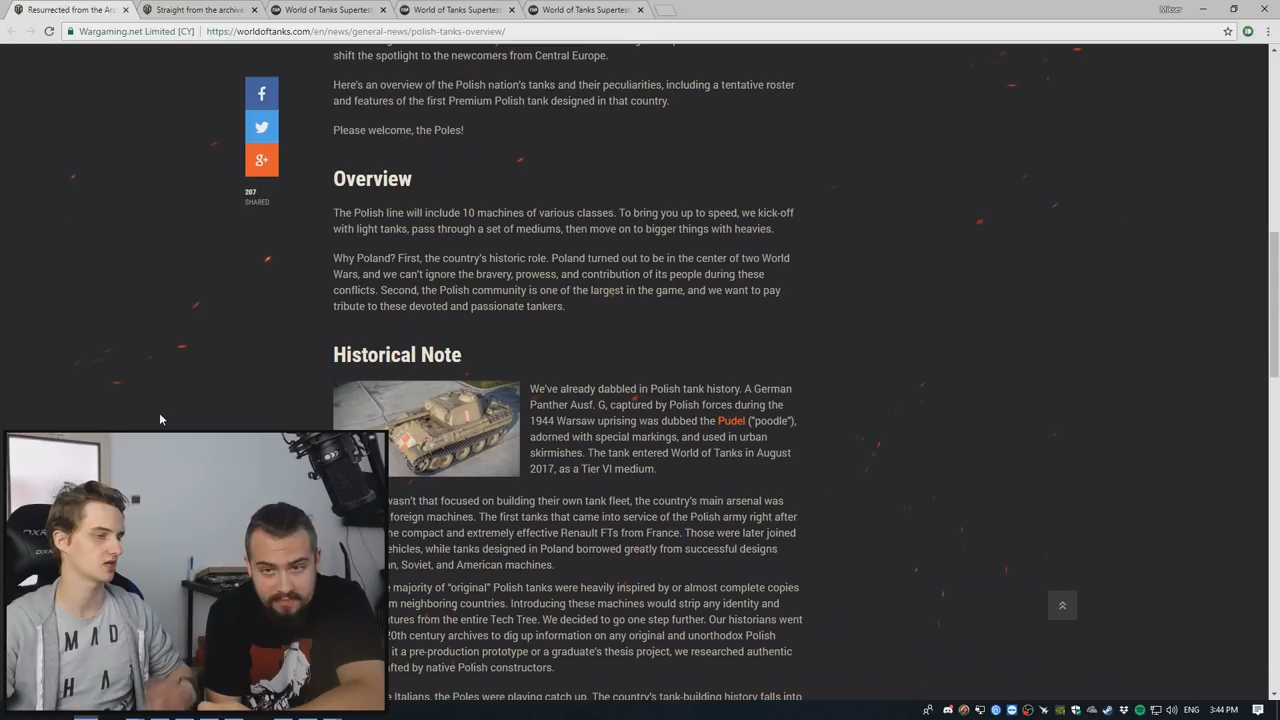 Resurrected from the Arc
Straight from the archive
World of Tanks Supertest
World of Tanks Supertest
World of Tanks Supertest
Wargaming.net Limited [CY]
https://worldoftanks.com/en/news/general-news/polish-tanks-overview/
shift the spotlight to the newcomers from Central Europe.
Here's an overview of the Polish nation's tanks and their peculiarities, including a tentative roster
and features of the first Premium Polish tank designed in that country.
Please welcome, the Poles!
f
g+
207
SHARED
Overview
The Polish line will include 10 machines of various classes. To bring you up to speed, we kick-off
with light tanks, pass through a set of mediums, then move on to bigger things with heavies.
Why Poland? First, the country's historic role. Poland turned out to be in the center of two World
Wars, and we can't ignore the bravery, prowess, and contribution of its people during these
conflicts. Second, the Polish community is one of the largest in the game, and we want to pay
tribute to these devoted and passionate tankers.
Historical Note
We've already dabbled in Polish tank history. A German
Panther Ausf. G, captured by Polish forces during the
1944 Warsaw uprising was dubbed the Pudel ("poodle"),
adorned with special markings, and used in urban
skirmishes. The tank entered World of Tanks in August
2017, as a Tier VI medium.
wasn't that focused on building their own tank fleet, the country's main arsenal was
foreign machines. The first tanks that came into service of the Polish army right after
e compact and extremely effective Renault FTs from France. Those were later joined
ehicles, while tanks designed in Poland borrowed greatly from successful designs
n, Soviet, and American machines.
e majority of "original" Polish tanks were heavily inspired by or almost complete copies
m neighboring countries. Introducing these machines would strip any identity and
atures from the entire Tech Tree. We decided to go one step further. Our historians went
20th century archives to dig up information on any original and unorthodox Polish
it a pre-production prototype or a graduate's thesis project, we researched authentic
afted by native Polish constructors.
e Italians, the Poles were playing catch up. The country's tank-building history falls into
MAD
HA
ENG
3:44 PM